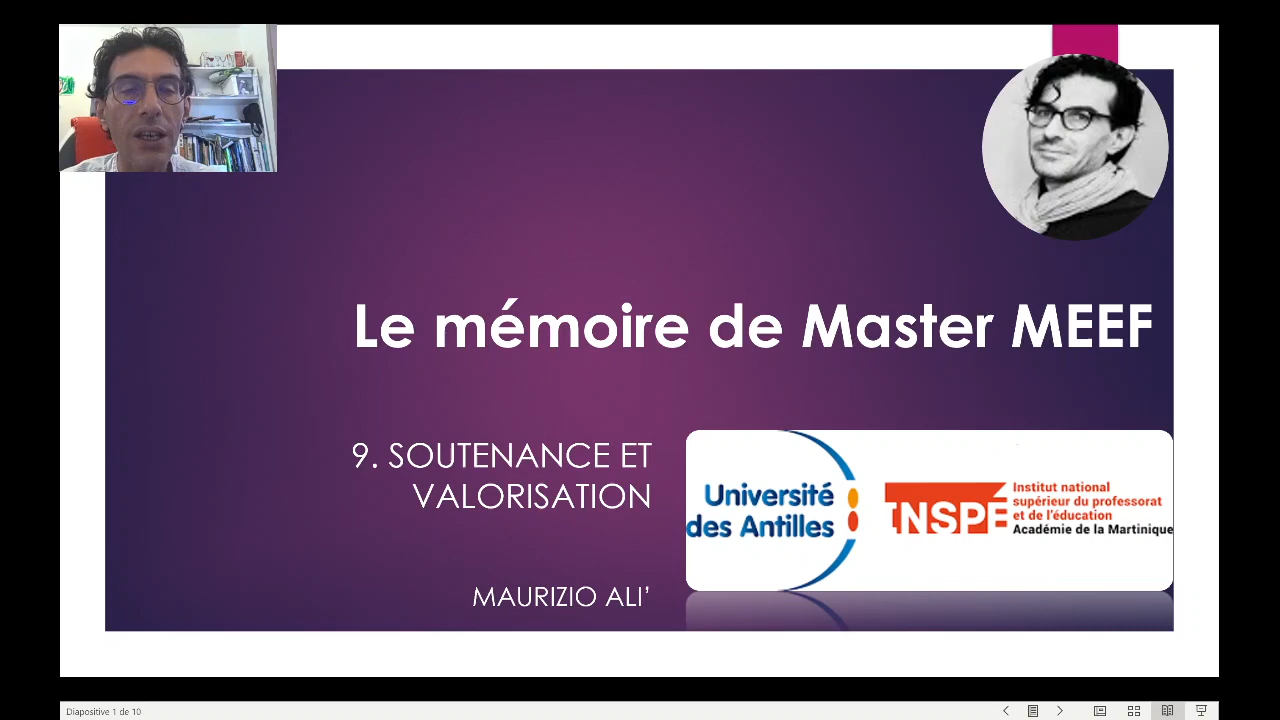 Le mémoire de Master MEEF
9. SOUTENANCE ET
VALORISATION
MAURIZIO ALI'
Université
des Antilles
INSPÉ
Institut national
supérieur du professorat
et de l'éducation
Académie de la Martinique
Diapositive 1 de 10